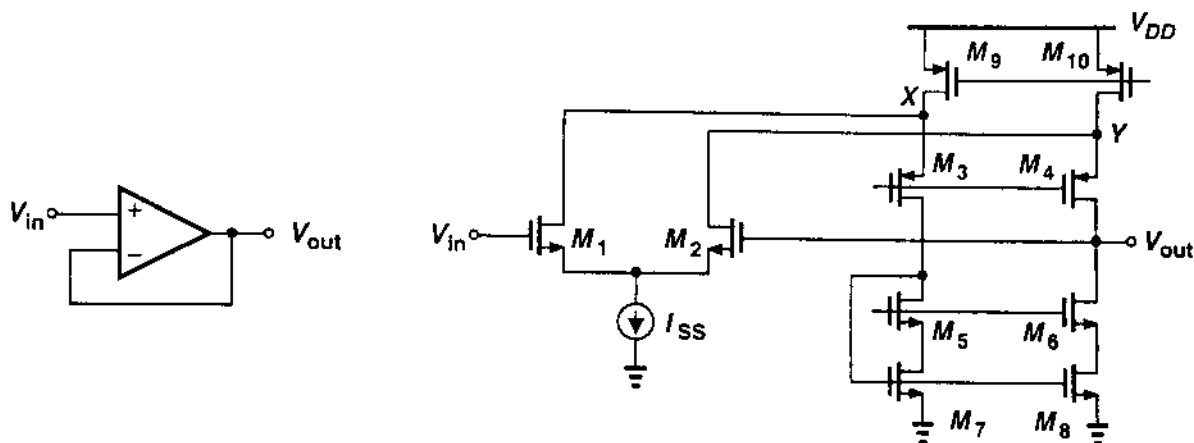 V_DD
M_9
M_10
X
Y
M_3
M_4
V_in
+
−
V_out
V_in
M_1
M_2
V_out
I_SS
M_5
M_6
M_7
M_8